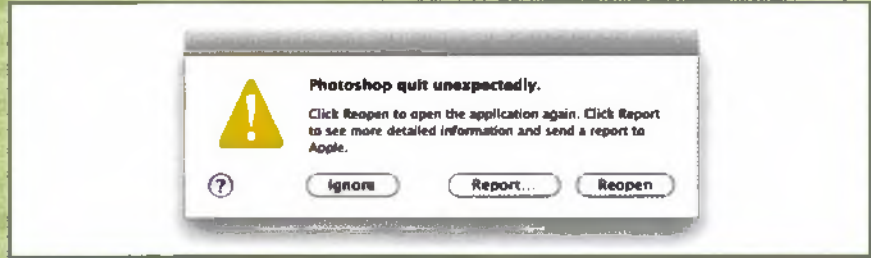 Photoshop quit unexpectedly.
Click Reopen to open the application again. Click Report
to see more detailed information and send a report to
Apple.
? Ignore Report... Reopen